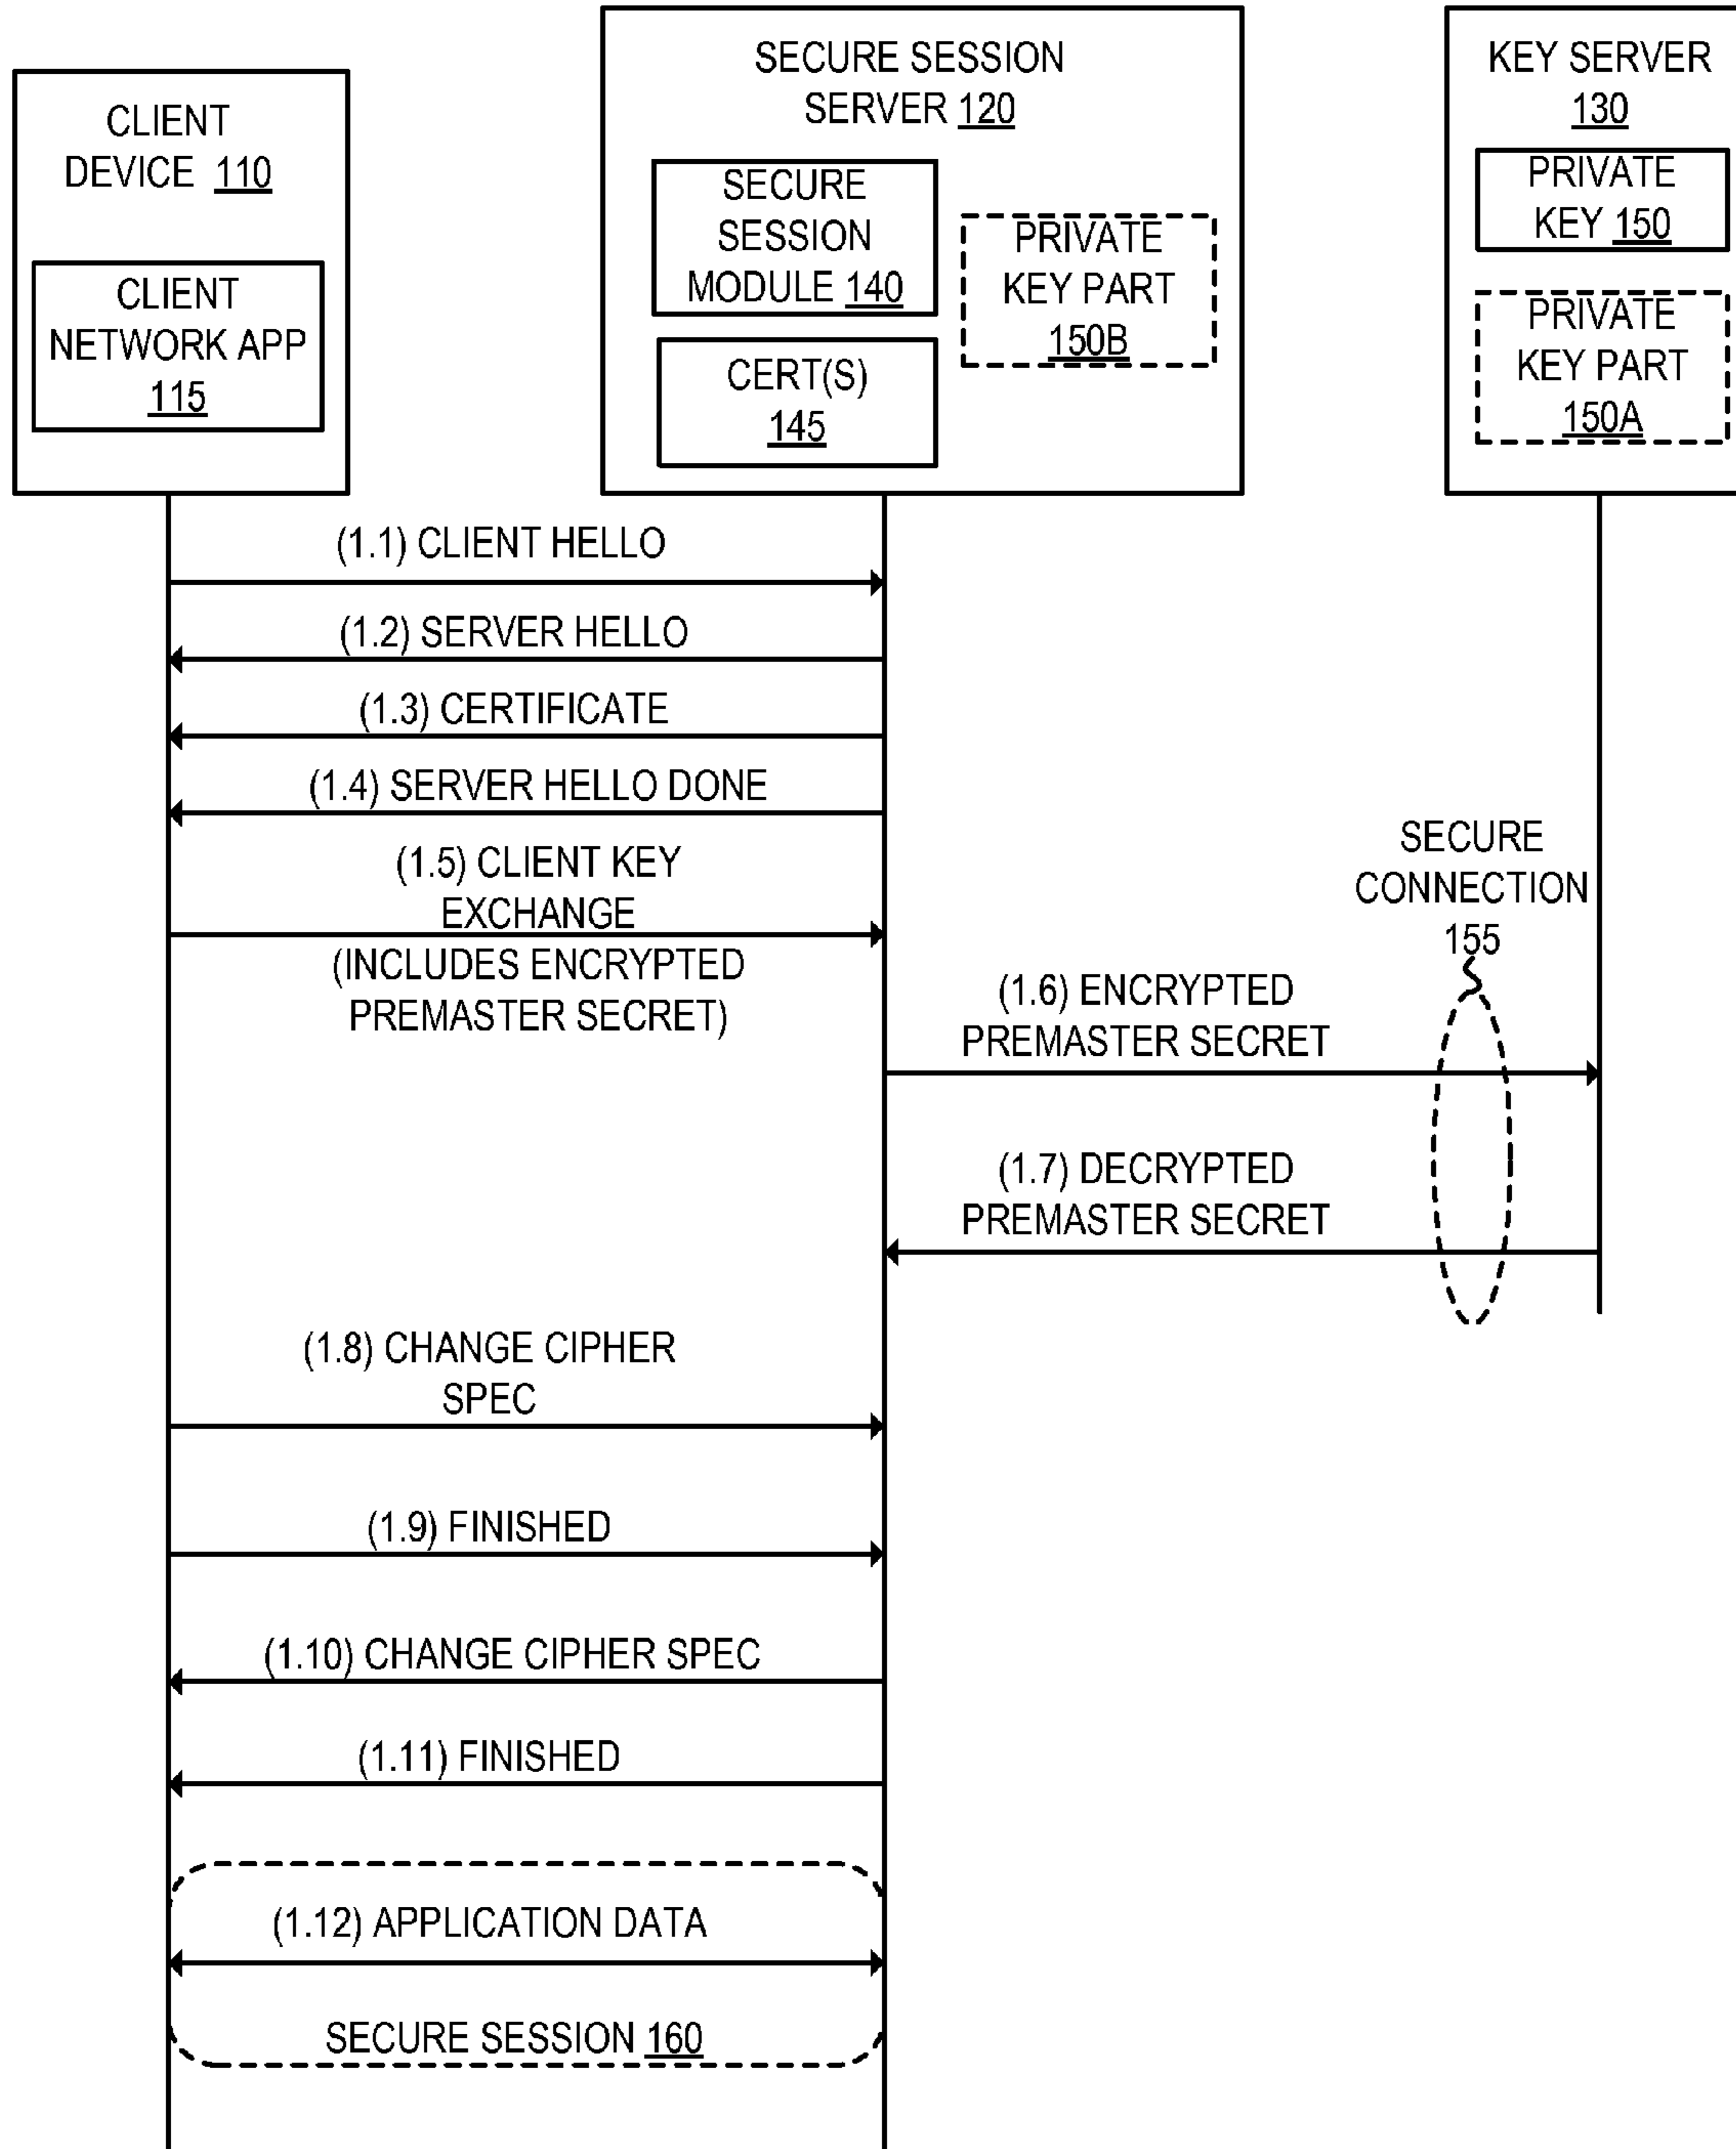 CLIENT
DEVICE 110
CLIENT
NETWORK APP
115
SECURE SESSION
SERVER 120
SECURE
SESSION
MODULE 140
CERT(S)
145
PRIVATE
KEY PART
150B
KEY SERVER
130
PRIVATE
KEY 150
PRIVATE
KEY PART
150A
(1.1) CLIENT HELLO
(1.2) SERVER HELLO
(1.3) CERTIFICATE
(1.4) SERVER HELLO DONE
(1.5) CLIENT KEY
EXCHANGE
(INCLUDES ENCRYPTED
PREMASTER SECRET)
SECURE
CONNECTION
155
(1.6) ENCRYPTED
PREMASTER SECRET
(1.7) DECRYPTED
PREMASTER SECRET
(1.8) CHANGE CIPHER
SPEC
(1.9) FINISHED
(1.10) CHANGE CIPHER SPEC
(1.11) FINISHED
(1.12) APPLICATION DATA
SECURE SESSION 160